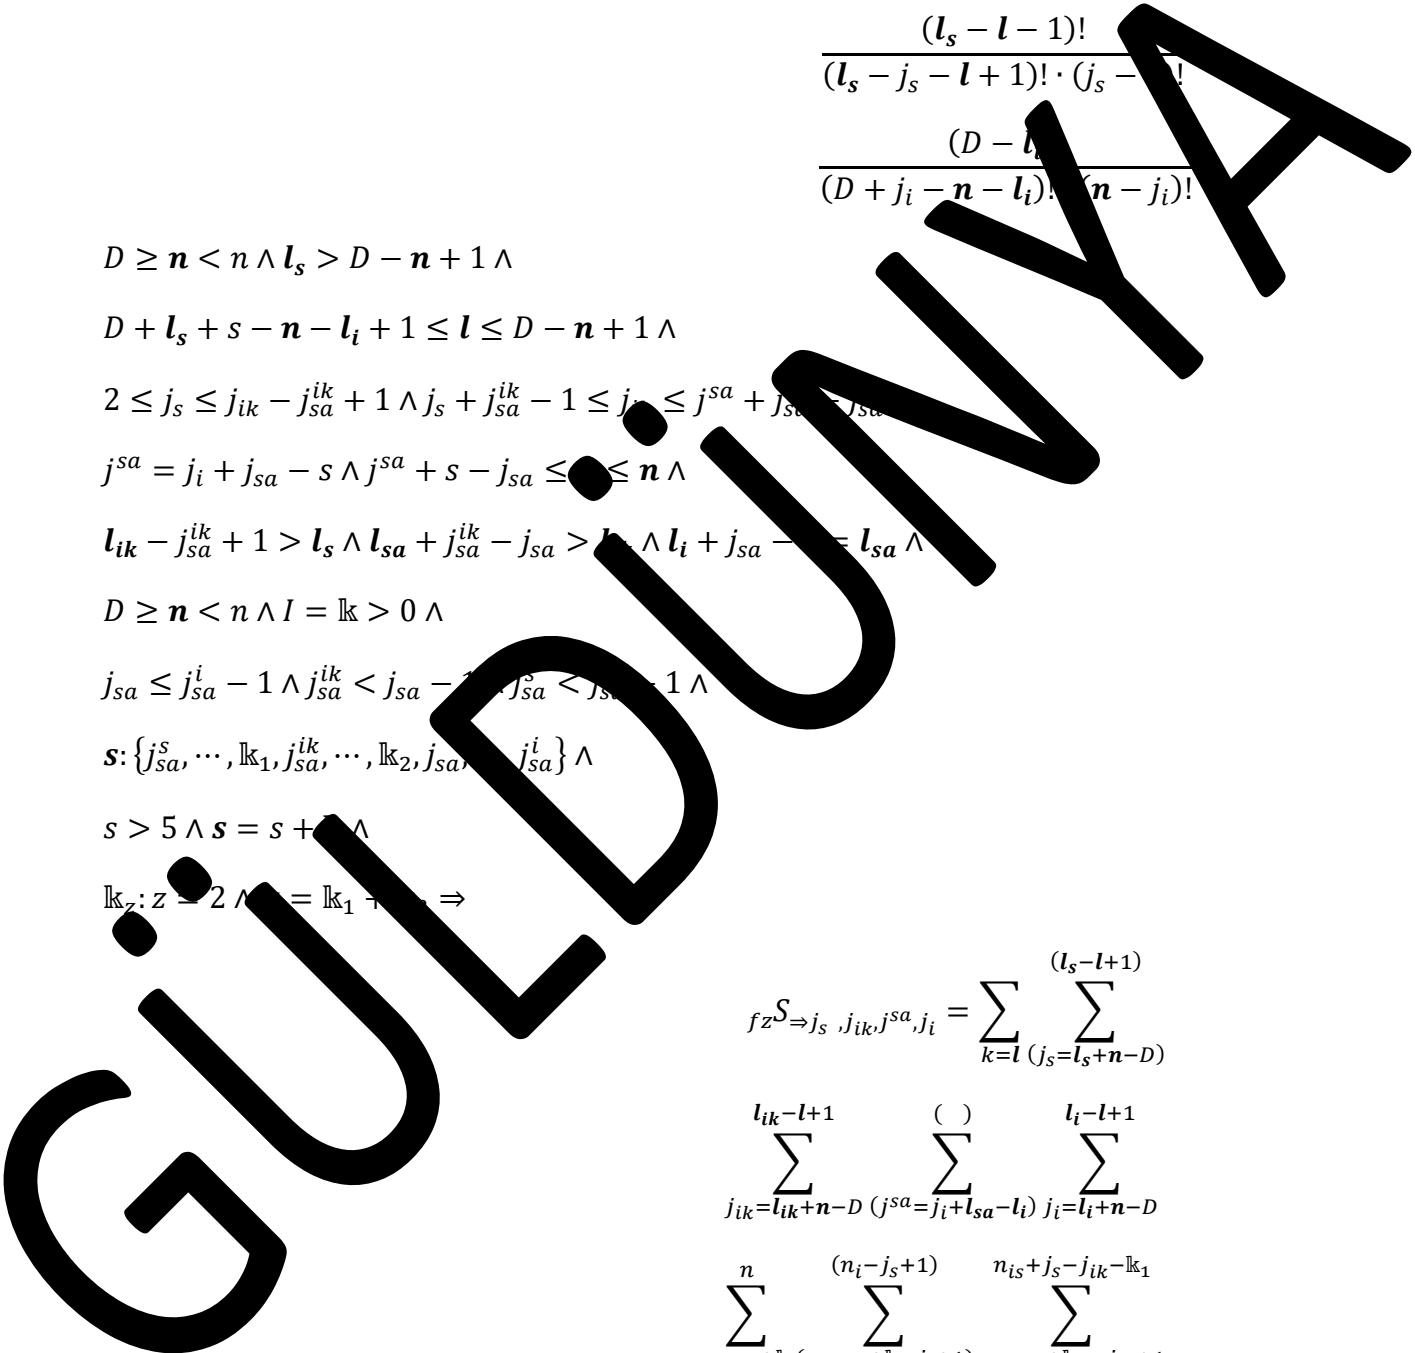 (l_s − l − 1)!
(l_s − j_s − l + 1)! · (j_s − )!
(D − l
(D + j_i − n − l_i)! (n − j_i)!
D ≥ n < n ∧ l_s > D − n + 1 ∧
D + l_s + s − n − l_i + 1 ≤ l ≤ D − n + 1 ∧
2 ≤ j_s ≤ j_ik − j_sa^ik + 1 ∧ j_s + j_sa^ik − 1 ≤ ≤ j^sa +
j^sa = j_i + j_sa − s ∧ j^sa + s − j_sa ≤ ≤ n ∧
l_ik − j_sa^ik + 1 > l_s ∧ l_sa + j_sa^ik − j_sa > ∧ l_i + j_sa − = l_sa ∧
D ≥ n < n ∧ I = 𝕜 > 0 ∧
j_sa ≤ j_sa^i − 1 ∧ j_sa^ik < j_sa − j_sa^s < 1 ∧
s: {j_sa^s, ⋯ , 𝕜_1, j_sa^ik, ⋯ , 𝕜_2, j_sa, j_sa^i} ∧
s > 5 ∧ s = s + ∧
𝕜_z: z = 2 ∧ = 𝕜_1 + ⇒
_fz S_⇒j_s ,j_ik,j^sa,j_i = ∑_{k=l} ∑_{(j_s=l_s+n−D)}^{(l_s−l+1)}
∑_{j_ik=l_ik+n−D}^{l_ik−l+1} ∑_{(j^sa=j_i+l_sa−l_i)}^{( )} ∑_{j_i=l_i+n−D}^{l_i−l+1}
∑^{n} ∑^{(n_i−j_s+1)} ∑^{n_is+j_s−j_ik−𝕜_1}
GÜLDÜNYA